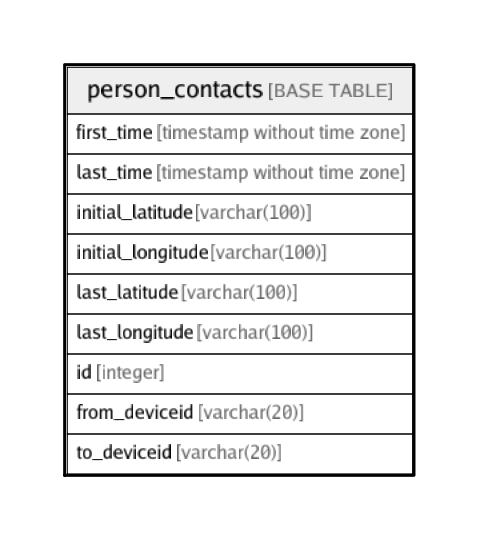 person_contacts [BASE TABLE]
first_time [timestamp without time zone]
last_time [timestamp without time zone]
initial_latitude [varchar(100)]
initial_longitude [varchar(100)]
last_latitude [varchar(100)]
last_longitude [varchar(100)]
id [integer]
from_deviceid [varchar(20)]
to_deviceid [varchar(20)]